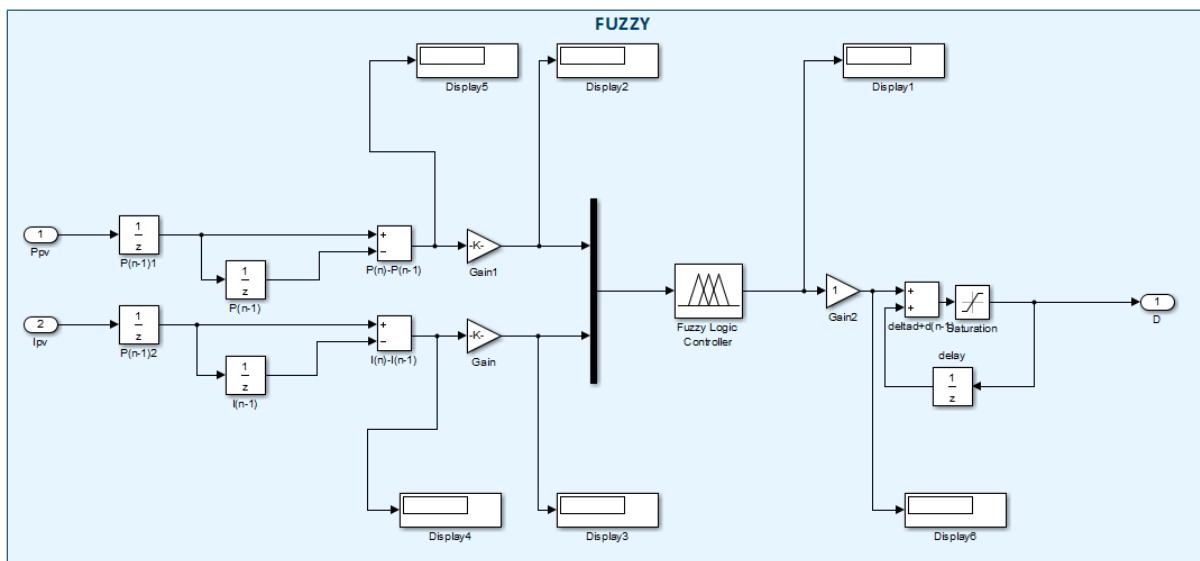 FUZZY
Display5
Display2
Display1
1
Ppv
1
z
P(n-1)1
1
z
P(n-1)
+
−
P(n)-P(n-1)
-K-
Gain1
2
Ipv
1
z
P(n-1)2
1
z
I(n-1)
+
−
I(n)-I(n-1)
-K-
Gain
Fuzzy Logic
Controller
1
Gain2
+
+
deltad+d(n-1)
Saturation
delay
1
z
1
D
Display4
Display3
Display6